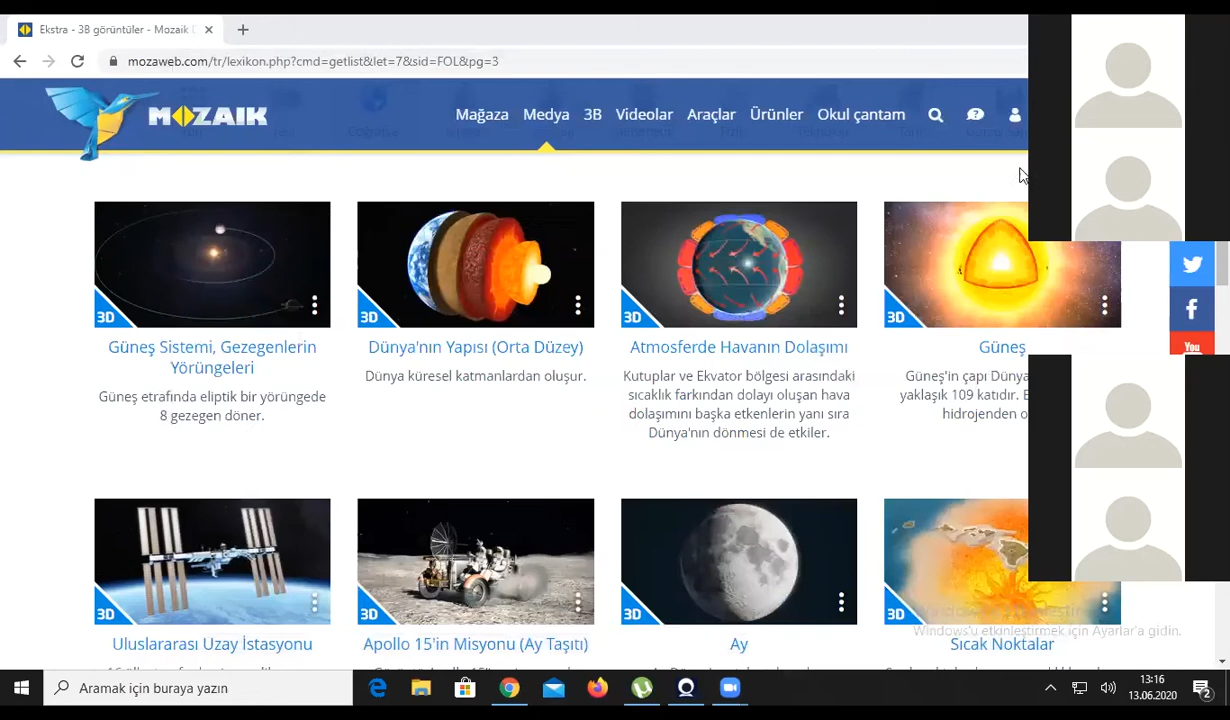 Ekstra - 3B görüntüler - Mozaik D
mozaweb.com/tr/lexikon.php?cmd=getlist&let=7&sid=FOL&pg=3
MOZAIK
Mağaza Medya 3B Videolar Araçlar Ürünler Okul çantam
3D 3D 3D 3D
Güneş Sistemi, Gezegenlerin
Yörüngeleri
Güneş etrafında eliptik bir yörüngede
8 gezegen döner.
Dünya'nın Yapısı (Orta Düzey)
Dünya küresel katmanlardan oluşur.
Atmosferde Havanın Dolaşımı
Kutuplar ve Ekvator bölgesi arasındaki
sıcaklık farkından dolayı oluşan hava
dolaşımını başka etkenlerin yanı sıra
Dünya'nın dönmesi de etkiler.
Güneş
Güneş'in çapı Dünya
yaklaşık 109 katıdır.
hidrojenden o
You
3D 3D 3D 3D
Uluslararası Uzay İstasyonu
Apollo 15'in Misyonu (Ay Taşıtı)
Ay
Sıcak Noktalar
Windows'u etkinleştirmek için Ayarlar'a gidin.
Aramak için buraya yazın
13:16
13.06.2020
2